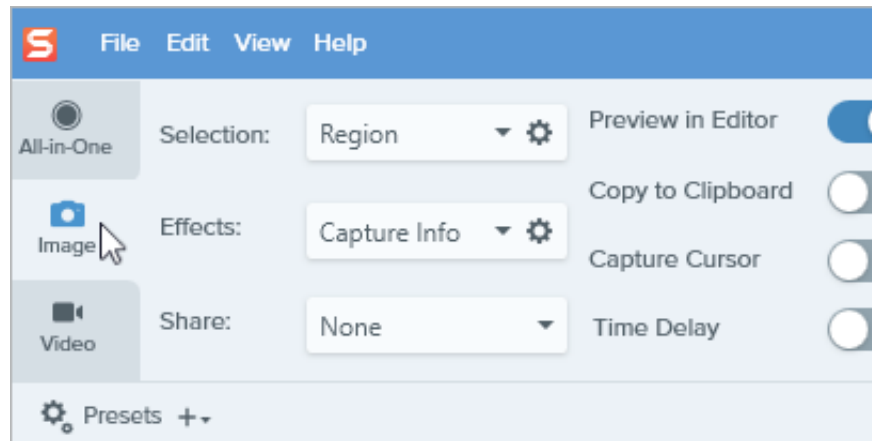 S File Edit View Help
All-in-One
Selection: Region
Preview in Editor
Copy to Clipboard
Image
Effects: Capture Info
Capture Cursor
Video
Share: None
Time Delay
Presets +